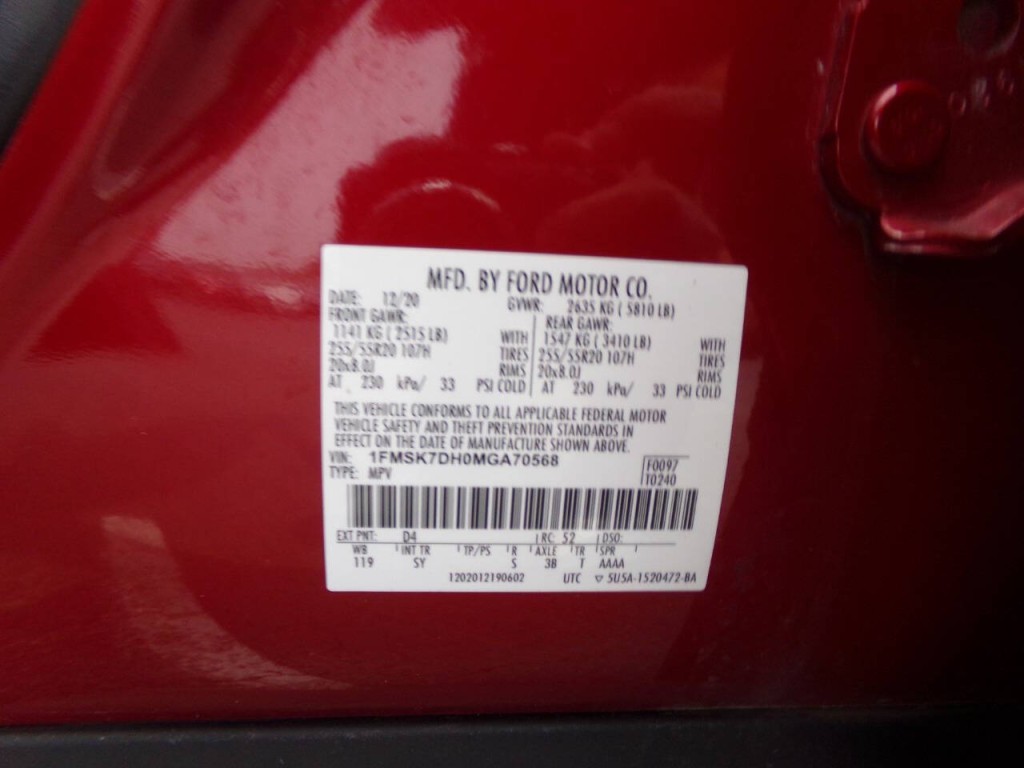 MFD. BY FORD MOTOR CO.
DATE: 12/20 GVWR: 2635 KG ( 5810 LB)
FRONT GAWR: REAR GAWR:
1141 KG ( 2515 LB) WITH 1547 KG ( 3410 LB) WITH
255/55R20 107H TIRES 255/55R20 107H TIRES
20x8.0J RIMS 20x8.0J RIMS
AT 230 kPa/ 33 PSI COLD AT 230 kPa/ 33 PSI COLD
THIS VEHICLE CONFORMS TO ALL APPLICABLE FEDERAL MOTOR
VEHICLE SAFETY AND THEFT PREVENTION STANDARDS IN
EFFECT ON THE DATE OF MANUFACTURE SHOWN ABOVE.
VIN: 1FMSK7DH0MGA70568 F0097
TYPE: MPV T0240
EXT PNT: D4 RC: 52 DSO:
WB INT TR TP/PS R AXLE TR SPR
119 SY S 3B T AAAA
1202012190602 UTC ▽ 5U5A-1520472-BA